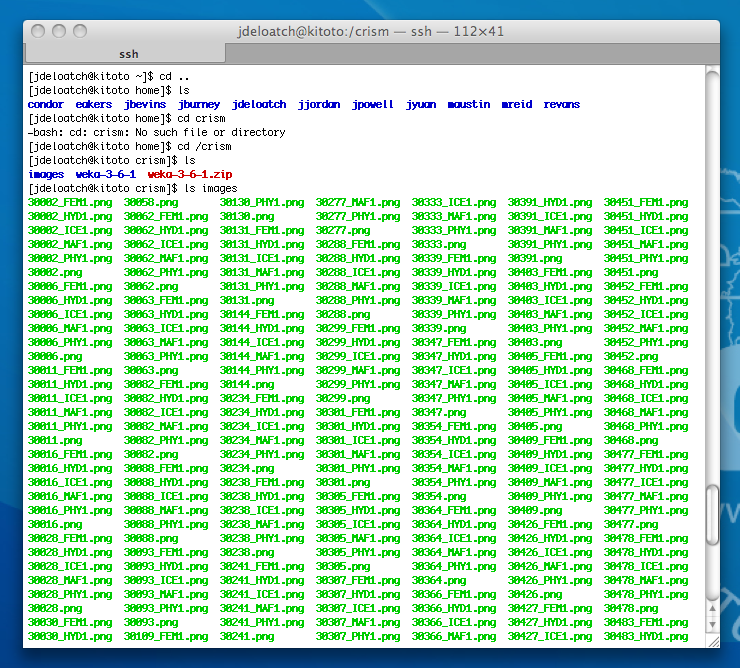 jdeloatch@kitoto:/crism — ssh — 112×41
ssh
[jdeloatch@kitoto ~]$ cd ..
[jdeloatch@kitoto home]$ ls
condor eakers jbevins jburney jdeloatch jjordan jpowell jyuan maustin mreid revans
[jdeloatch@kitoto home]$ cd crism
-bash: cd: crism: No such file or directory
[jdeloatch@kitoto home]$ cd /crism
[jdeloatch@kitoto crism]$ ls
images weka-3-6-1 weka-3-6-1.zip
[jdeloatch@kitoto crism]$ ls images
30002_FEM1.png 30058.png 30130_PHY1.png 30277_MAF1.png 30333_ICE1.png 30391_HYD1.png 30451_FEM1.png
30002_HYD1.png 30062_FEM1.png 30130.png 30277_PHY1.png 30333_MAF1.png 30391_ICE1.png 30451_HYD1.png
30002_ICE1.png 30062_HYD1.png 30131_FEM1.png 30277.png 30333_PHY1.png 30391_MAF1.png 30451_ICE1.png
30002_MAF1.png 30062_ICE1.png 30131_HYD1.png 30288_FEM1.png 30333.png 30391_PHY1.png 30451_MAF1.png
30002_PHY1.png 30062_MAF1.png 30131_ICE1.png 30288_HYD1.png 30339_FEM1.png 30391.png 30451_PHY1.png
30002.png 30062_PHY1.png 30131_MAF1.png 30288_ICE1.png 30339_HYD1.png 30403_FEM1.png 30451.png
30006_FEM1.png 30062.png 30131_PHY1.png 30288_MAF1.png 30339_ICE1.png 30403_HYD1.png 30452_FEM1.png
30006_HYD1.png 30063_FEM1.png 30131.png 30288_PHY1.png 30339_MAF1.png 30403_ICE1.png 30452_HYD1.png
30006_ICE1.png 30063_HYD1.png 30144_FEM1.png 30288.png 30339_PHY1.png 30403_MAF1.png 30452_ICE1.png
30006_MAF1.png 30063_ICE1.png 30144_HYD1.png 30299_FEM1.png 30339.png 30403_PHY1.png 30452_MAF1.png
30006_PHY1.png 30063_MAF1.png 30144_ICE1.png 30299_HYD1.png 30347_FEM1.png 30403.png 30452_PHY1.png
30006.png 30063_PHY1.png 30144_MAF1.png 30299_ICE1.png 30347_HYD1.png 30405_FEM1.png 30452.png
30011_FEM1.png 30063.png 30144_PHY1.png 30299_MAF1.png 30347_ICE1.png 30405_HYD1.png 30468_FEM1.png
30011_HYD1.png 30082_FEM1.png 30144.png 30299_PHY1.png 30347_MAF1.png 30405_ICE1.png 30468_HYD1.png
30011_ICE1.png 30082_HYD1.png 30234_FEM1.png 30299.png 30347_PHY1.png 30405_MAF1.png 30468_ICE1.png
30011_MAF1.png 30082_ICE1.png 30234_HYD1.png 30301_FEM1.png 30347.png 30405_PHY1.png 30468_MAF1.png
30011_PHY1.png 30082_MAF1.png 30234_ICE1.png 30301_HYD1.png 30354_FEM1.png 30405.png 30468_PHY1.png
30011.png 30082_PHY1.png 30234_MAF1.png 30301_ICE1.png 30354_HYD1.png 30409_FEM1.png 30468.png
30016_FEM1.png 30082.png 30234_PHY1.png 30301_MAF1.png 30354_ICE1.png 30409_HYD1.png 30477_FEM1.png
30016_HYD1.png 30088_FEM1.png 30234.png 30301_PHY1.png 30354_MAF1.png 30409_ICE1.png 30477_HYD1.png
30016_ICE1.png 30088_HYD1.png 30238_FEM1.png 30301.png 30354_PHY1.png 30409_MAF1.png 30477_ICE1.png
30016_MAF1.png 30088_ICE1.png 30238_HYD1.png 30305_FEM1.png 30354.png 30409_PHY1.png 30477_MAF1.png
30016_PHY1.png 30088_MAF1.png 30238_ICE1.png 30305_HYD1.png 30364_FEM1.png 30409.png 30477_PHY1.png
30016.png 30088_PHY1.png 30238_MAF1.png 30305_ICE1.png 30364_HYD1.png 30426_FEM1.png 30477.png
30028_FEM1.png 30088.png 30238_PHY1.png 30305_MAF1.png 30364_ICE1.png 30426_HYD1.png 30478_FEM1.png
30028_HYD1.png 30093_FEM1.png 30238.png 30305_PHY1.png 30364_MAF1.png 30426_ICE1.png 30478_HYD1.png
30028_ICE1.png 30093_HYD1.png 30241_FEM1.png 30305.png 30364_PHY1.png 30426_MAF1.png 30478_ICE1.png
30028_MAF1.png 30093_ICE1.png 30241_HYD1.png 30307_FEM1.png 30364.png 30426_PHY1.png 30478_MAF1.png
30028_PHY1.png 30093_MAF1.png 30241_ICE1.png 30307_HYD1.png 30366_FEM1.png 30426.png 30478_PHY1.png
30028.png 30093_PHY1.png 30241_MAF1.png 30307_ICE1.png 30366_HYD1.png 30427_FEM1.png 30478.png
30030_FEM1.png 30093.png 30241_PHY1.png 30307_MAF1.png 30366_ICE1.png 30427_HYD1.png 30483_FEM1.png
30030_HYD1.png 30109_FEM1.png 30241.png 30307_PHY1.png 30366_MAF1.png 30427_ICE1.png 30483_HYD1.png